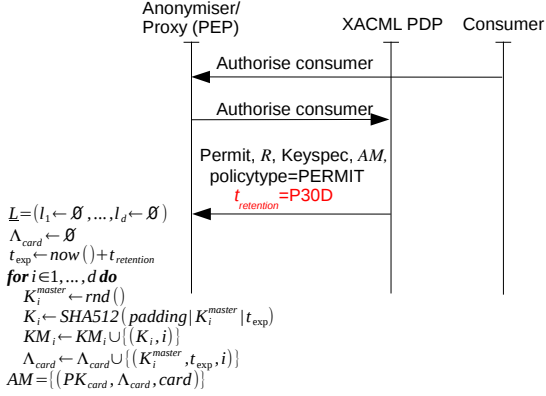 Anonymiser/
Proxy (PEP)
XACML PDP
Consumer
Authorise consumer
Authorise consumer
Permit, R, Keyspec, AM,
policytype=PERMIT
t_retention=P30D
L=(l_1←∅,...,l_d←∅)
Λ_card←∅
t_exp←now()+t_retention
for i∈1,...,d do
K_i^master←rnd()
K_i←SHA512(padding|K_i^master|t_exp)
KM_i←KM_i∪{(K_i,i)}
Λ_card←Λ_card∪{(K_i^master,t_exp,i)}
AM={(PK_card,Λ_card,card)}